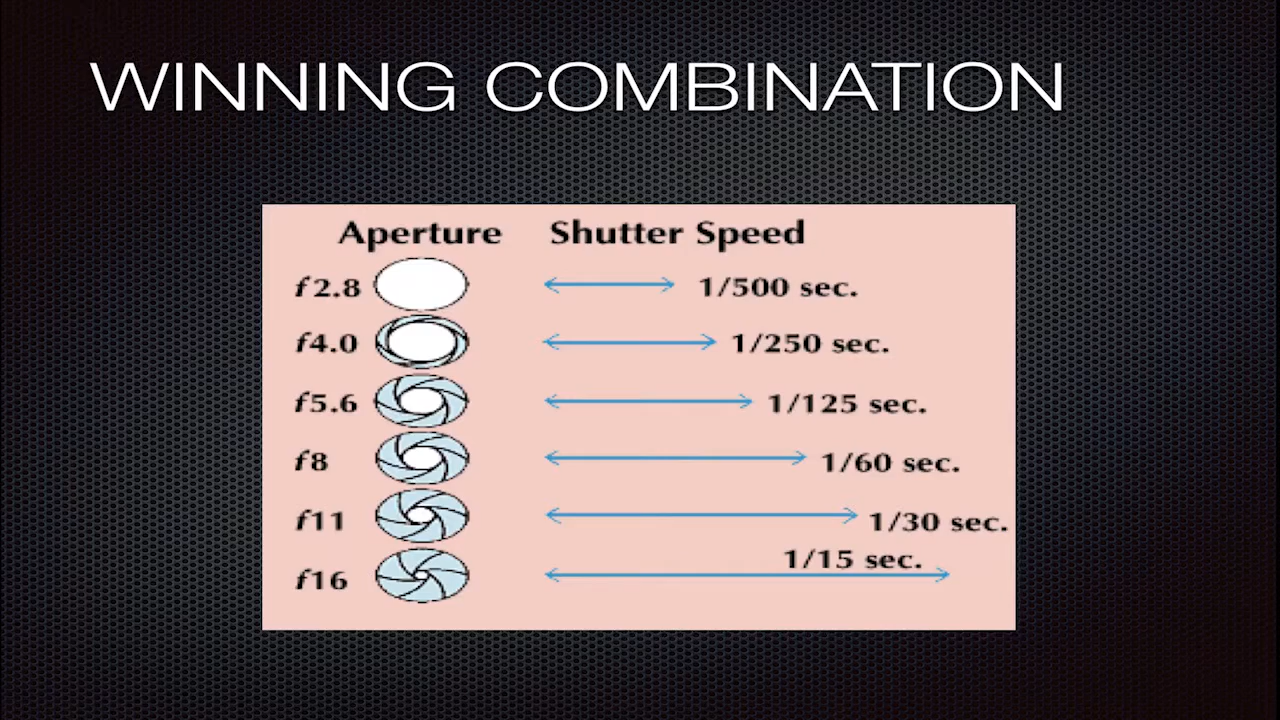 WINNING COMBINATION
Aperture Shutter Speed
f2.8 1/500 sec.
f4.0 1/250 sec.
f5.6 1/125 sec.
f8 1/60 sec.
f11 1/30 sec.
f16 1/15 sec.